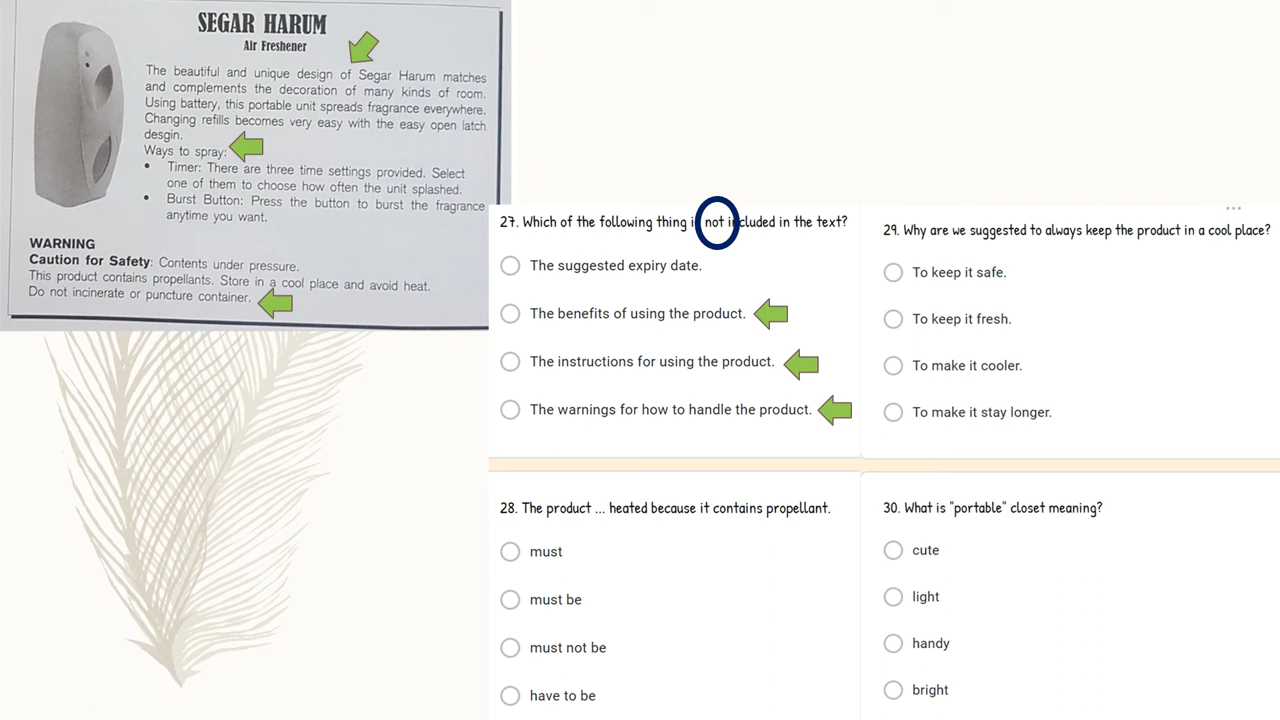 SEGAR HARUM
Air Freshener
The beautiful and unique design of Segar Harum matches
and complements the decoration of many kinds of room.
Using battery, this portable unit spreads fragrance everywhere.
Changing refills becomes very easy with the easy open latch
desgin.
Ways to spray:
• Timer: There are three time settings provided. Select
one of them to choose how often the unit splashed.
• Burst Button: Press the button to burst the fragrance
anytime you want.
WARNING
Caution for Safety: Contents under pressure.
This product contains propellants. Store in a cool place and avoid heat.
Do not incinerate or puncture container.
27. Which of the following thing is not included in the text?
The suggested expiry date.
The benefits of using the product.
The instructions for using the product.
The warnings for how to handle the product.
28. The product ... heated because it contains propellant.
must
must be
must not be
have to be
29. Why are we suggested to always keep the product in a cool place?
To keep it safe.
To keep it fresh.
To make it cooler.
To make it stay longer.
30. What is "portable" closet meaning?
cute
light
handy
bright